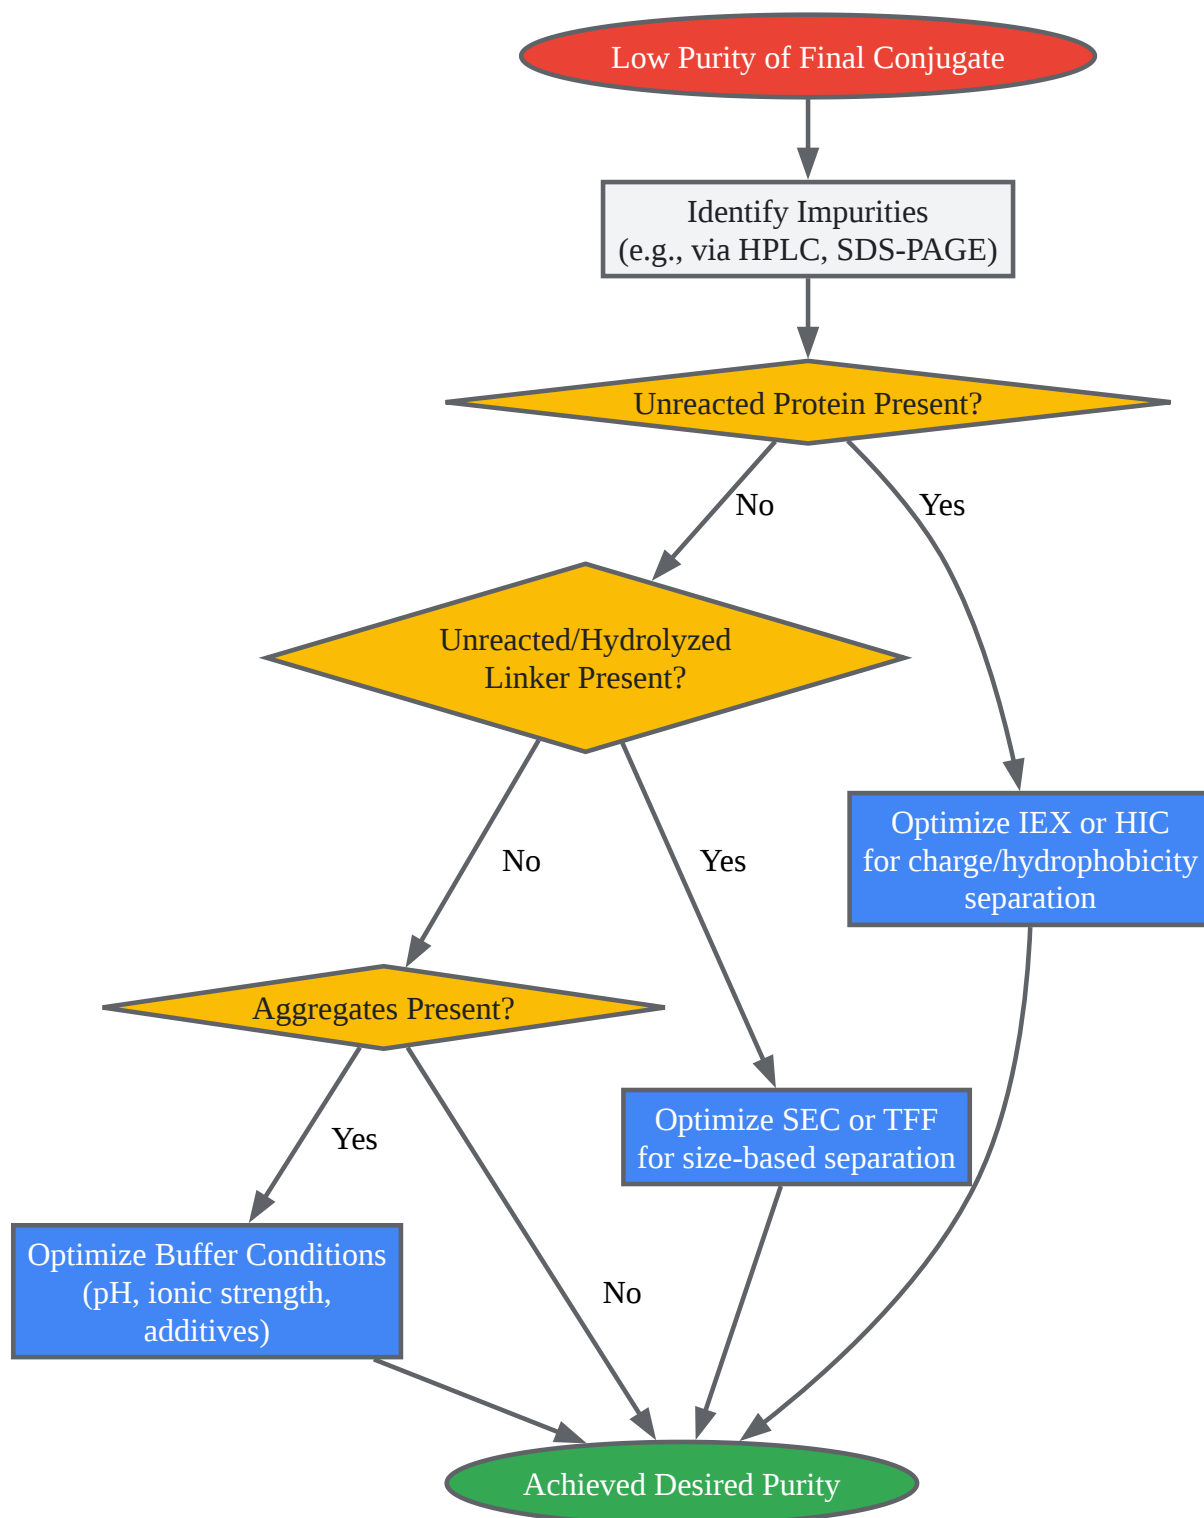 Low Purity of Final Conjugate
Identify Impurities
(e.g., via HPLC, SDS-PAGE)
Unreacted Protein Present?
No
Yes
Unreacted/Hydrolyzed
Linker Present?
Optimize IEX or HIC
for charge/hydrophobicity
separation
No
Yes
Aggregates Present?
Optimize SEC or TFF
for size-based separation
Yes
Optimize Buffer Conditions
(pH, ionic strength,
additives)
No
Achieved Desired Purity